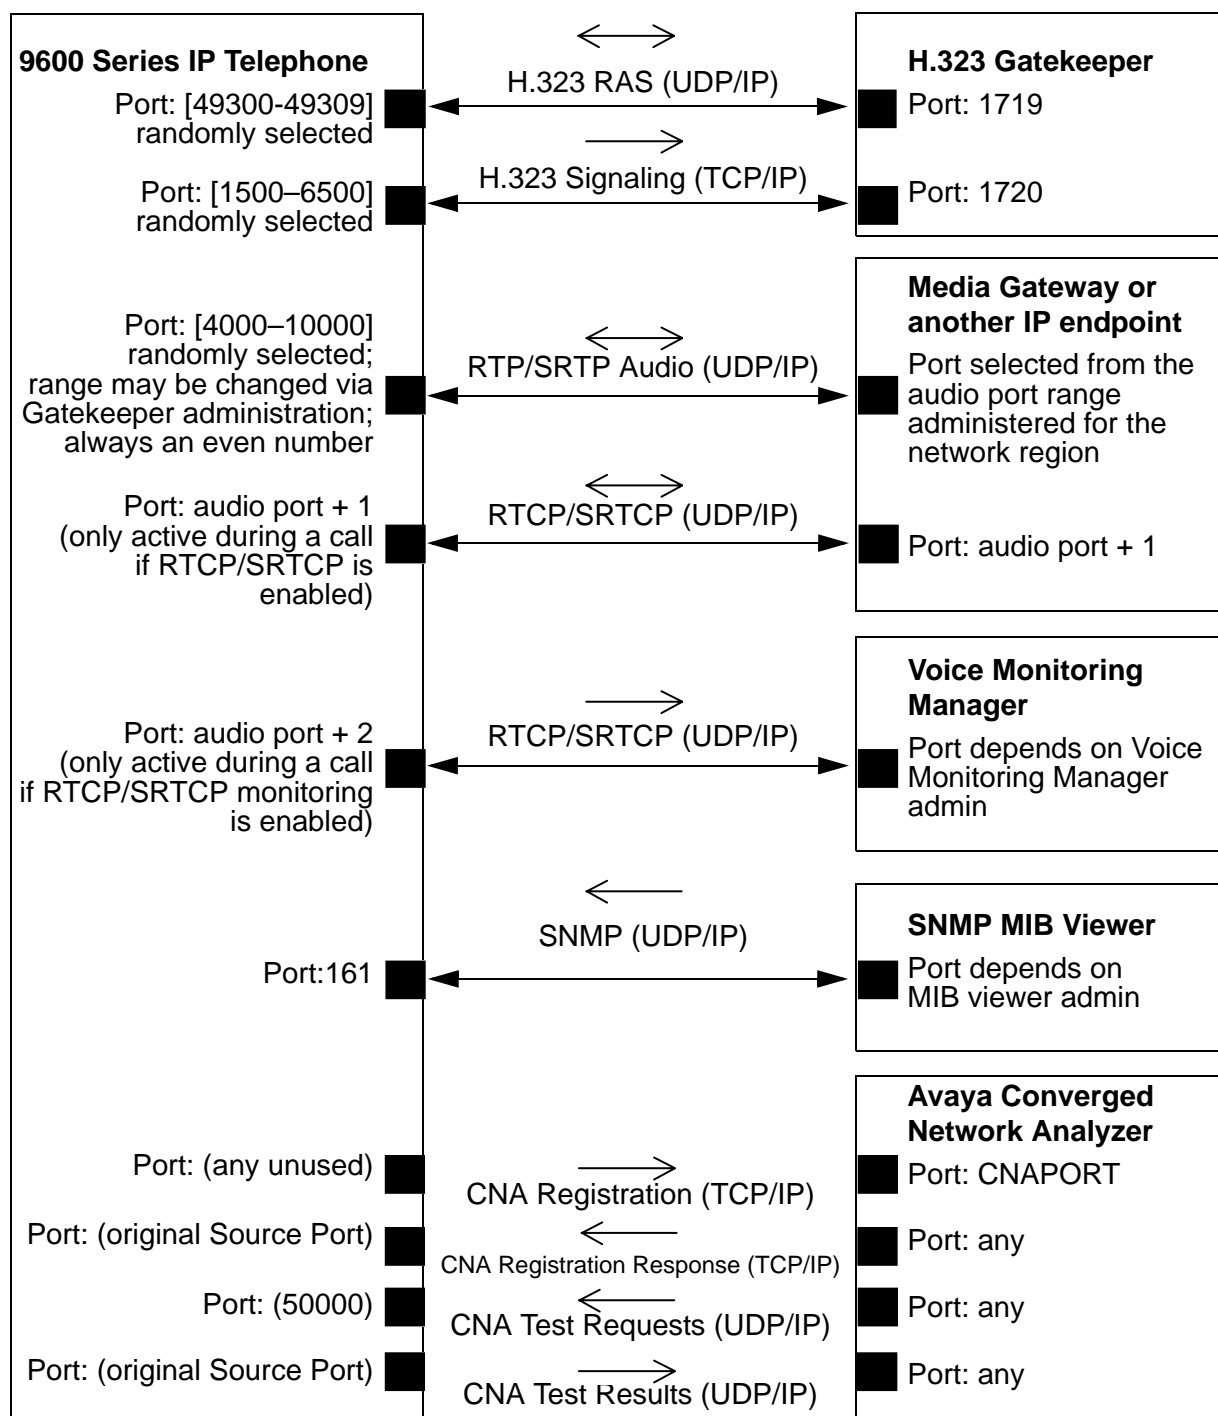 9600 Series IP Telephone
Port: [49300-49309]
randomly selected
H.323 RAS (UDP/IP)
H.323 Gatekeeper
Port: 1719
Port: [1500–6500]
randomly selected
H.323 Signaling (TCP/IP)
Port: 1720
Port: [4000–10000]
randomly selected;
range may be changed via
Gatekeeper administration;
always an even number
RTP/SRTP Audio (UDP/IP)
Media Gateway or
another IP endpoint
Port selected from the
audio port range
administered for the
network region
Port: audio port + 1
(only active during a call
if RTCP/SRTCP is
enabled)
RTCP/SRTCP (UDP/IP)
Port: audio port + 1
Port: audio port + 2
(only active during a call
if RTCP/SRTCP monitoring
is enabled)
RTCP/SRTCP (UDP/IP)
Voice Monitoring
Manager
Port depends on Voice
Monitoring Manager
admin
Port:161
SNMP (UDP/IP)
SNMP MIB Viewer
Port depends on
MIB viewer admin
Avaya Converged
Network Analyzer
Port: (any unused)
CNA Registration (TCP/IP)
Port: CNAPORT
Port: (original Source Port)
CNA Registration Response (TCP/IP)
Port: any
Port: (50000)
CNA Test Requests (UDP/IP)
Port: any
Port: (original Source Port)
CNA Test Results (UDP/IP)
Port: any